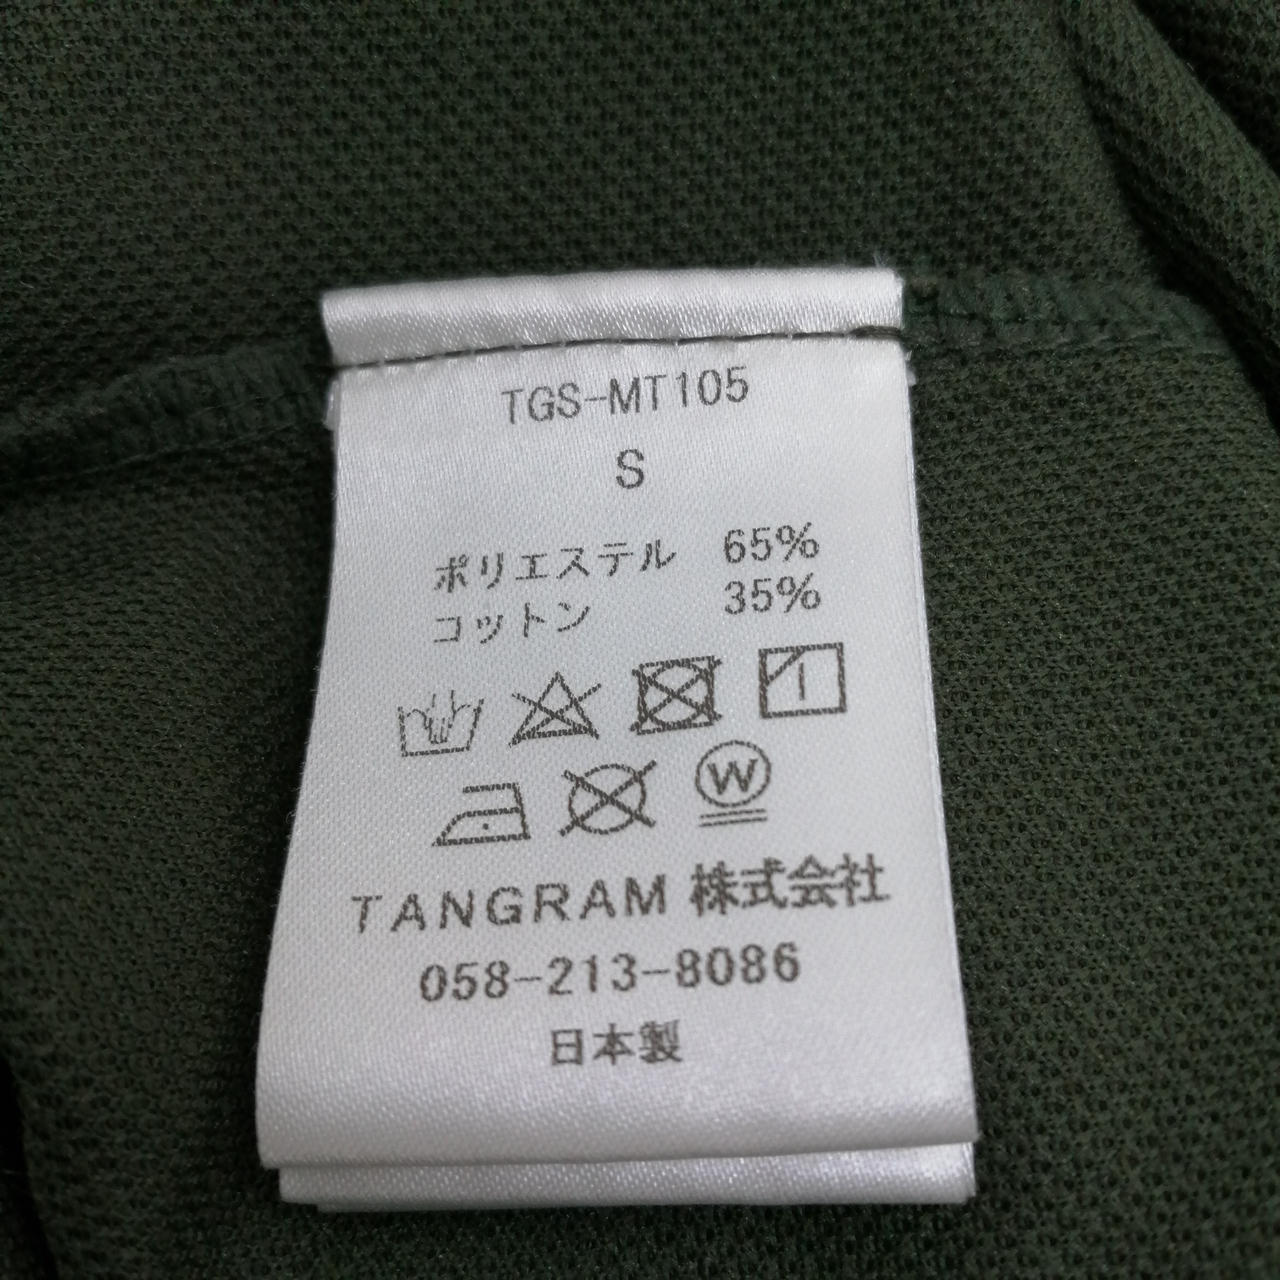 TGS-MT105
S
ポリエステル 65%
コットン 35%
W
TANGRAM 株式会社
058-213-8086
日本製